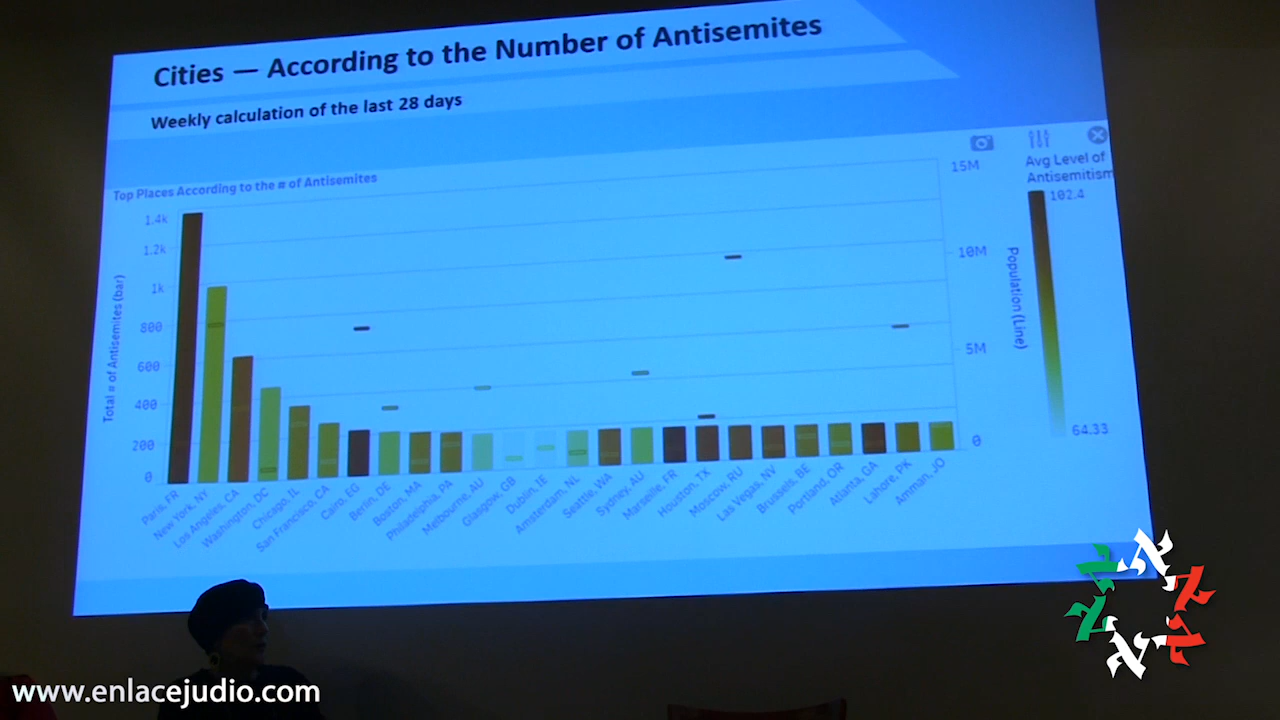 Cities — According to the Number of Antisemites
Weekly calculation of the last 28 days
Top Places According to the # of Antisemites
Avg Level of
Antisemitism
102.4
64.33
15M
10M
5M
0
Population (Line)
1.4k
1.2k
1k
800
600
400
200
0
Total # of Antisemites (bar)
Paris, FR
New York, NY
Los Angeles, CA
Washington, DC
Chicago, IL
San Francisco, CA
Cairo, EG
Berlin, DE
Boston, MA
Philadelphia, PA
Melbourne, AU
Glasgow, GB
Dublin, IE
Amsterdam, NL
Seattle, WA
Sydney, AU
Marseille, FR
Houston, TX
Moscow, RU
Las Vegas, NV
Brussels, BE
Portland, OR
Atlanta, GA
Lahore, PK
Amman, JO
א
א
א
א
א
א
www.enlacejudio.com